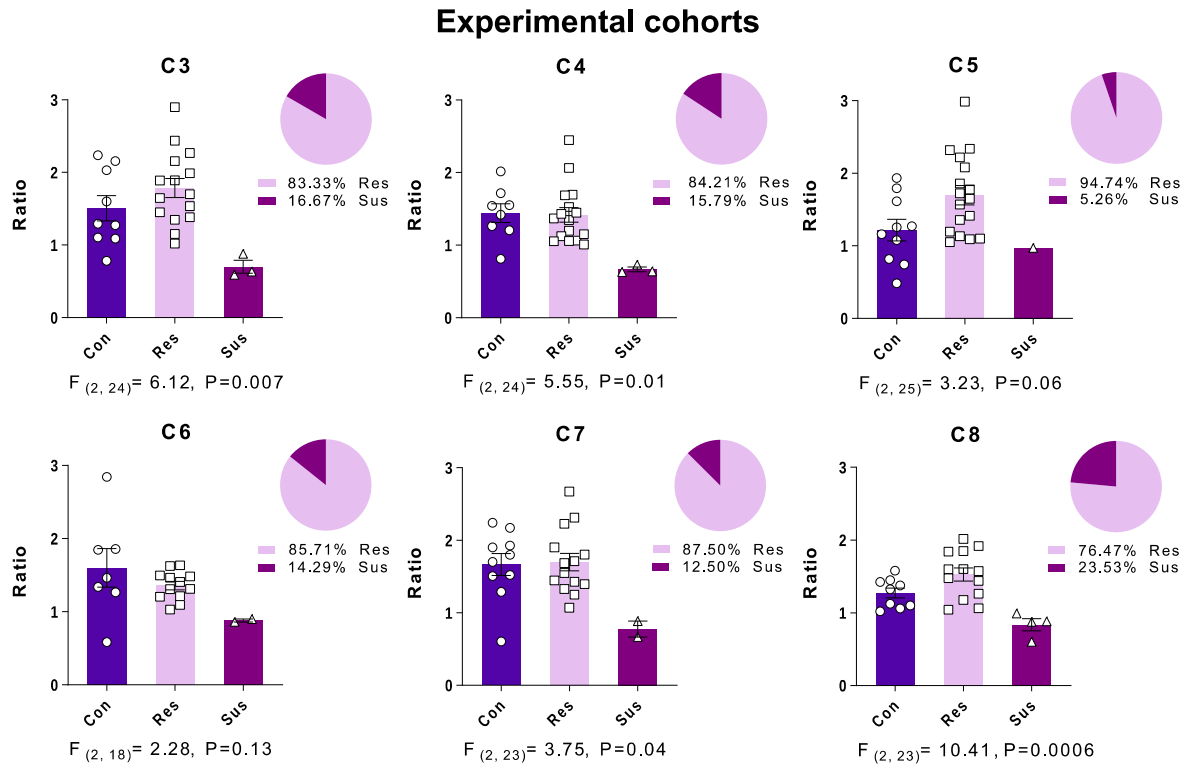 Experimental cohorts
C3
3
2
1
0
Ratio
83.33% Res
16.67% Sus
Con
Res
Sus
F (2, 24)= 6.12, P=0.007
C4
3
2
1
0
Ratio
84.21% Res
15.79% Sus
Con
Res
Sus
F (2, 24)= 5.55, P=0.01
C5
3
2
1
0
Ratio
94.74% Res
5.26% Sus
Con
Res
Sus
F (2, 25)= 3.23, P=0.06
C6
3
2
1
0
Ratio
85.71% Res
14.29% Sus
Con
Res
Sus
F (2, 18)= 2.28, P=0.13
C7
3
2
1
0
Ratio
87.50% Res
12.50% Sus
Con
Res
Sus
F (2, 23)= 3.75, P=0.04
C8
3
2
1
0
Ratio
76.47% Res
23.53% Sus
Con
Res
Sus
F (2, 23)= 10.41, P=0.0006